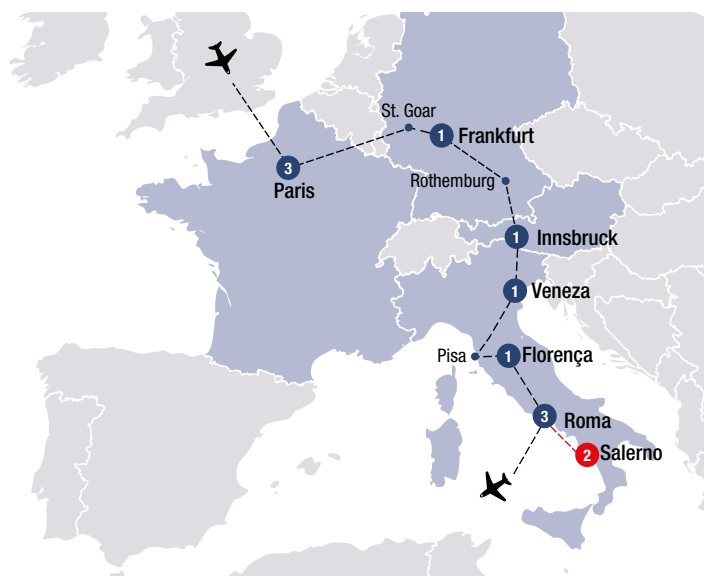 St. Goar
1 Frankfurt
3
Paris
Rothemburg
1 Innsbruck
1 Veneza
Pisa 1 Florença
3 Roma
2 Salerno